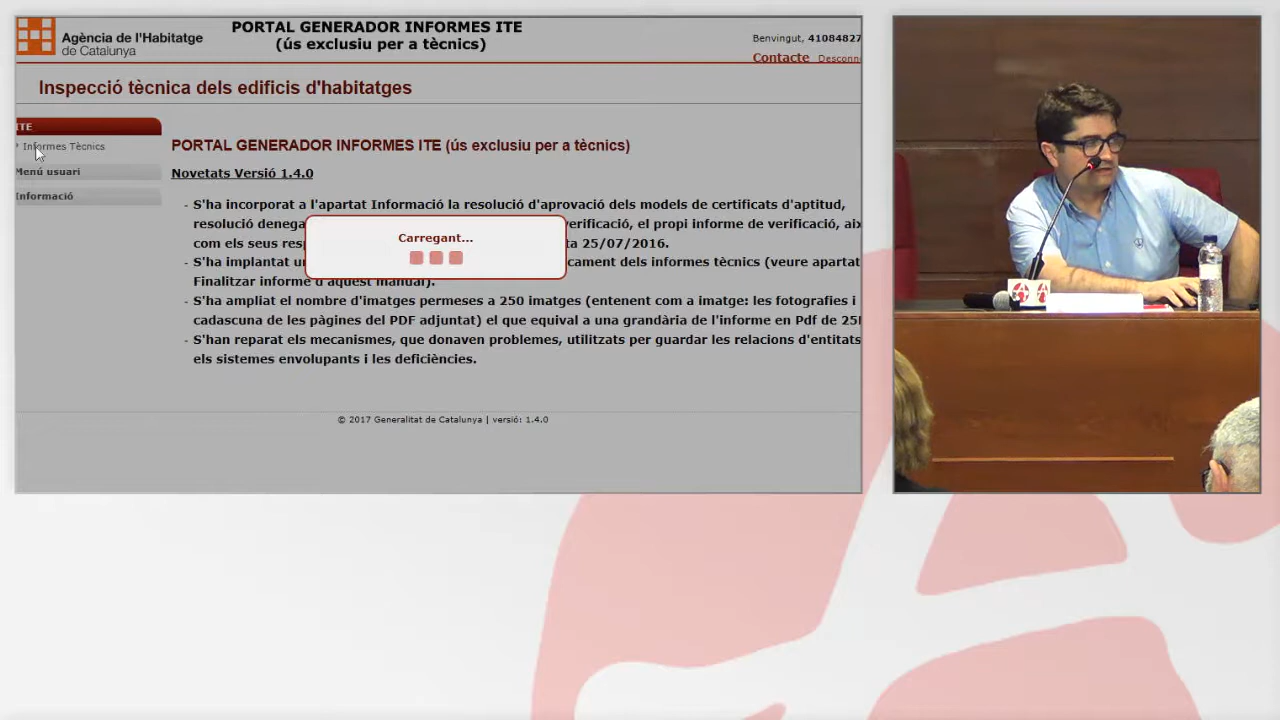 Agència de l'Habitatge
de Catalunya
PORTAL GENERADOR INFORMES ITE
(ús exclusiu per a tècnics)
Benvingut, 41084827
Contacte Desconn
Inspecció tècnica dels edificis d'habitatges
ITE
Informes Tècnics
Menú usuari
Informació
PORTAL GENERADOR INFORMES ITE (ús exclusiu per a tècnics)
Novetats Versió 1.4.0
- S'ha incorporat a l'apartat Informació la resolució d'aprovació dels models de certificats d'aptitud,
resolució denega verificació, el propi informe de verificació, aix
com els seus resp ta 25/07/2016.
- S'ha implantat un cament dels informes tècnics (veure apartat
Finalitzar informe d'aquest manual).
- S'ha ampliat el nombre d'imatges permeses a 250 imatges (entenent com a imatge: les fotografies i
cadascuna de les pàgines del PDF adjuntat) el que equival a una grandària de l'informe en Pdf de
- S'han reparat els mecanismes, que donaven problemes, utilitzats per guardar les relacions d'entitats
els sistemes envolupants i les deficiències.
Carregant...
© 2017 Generalitat de Catalunya | versió: 1.4.0